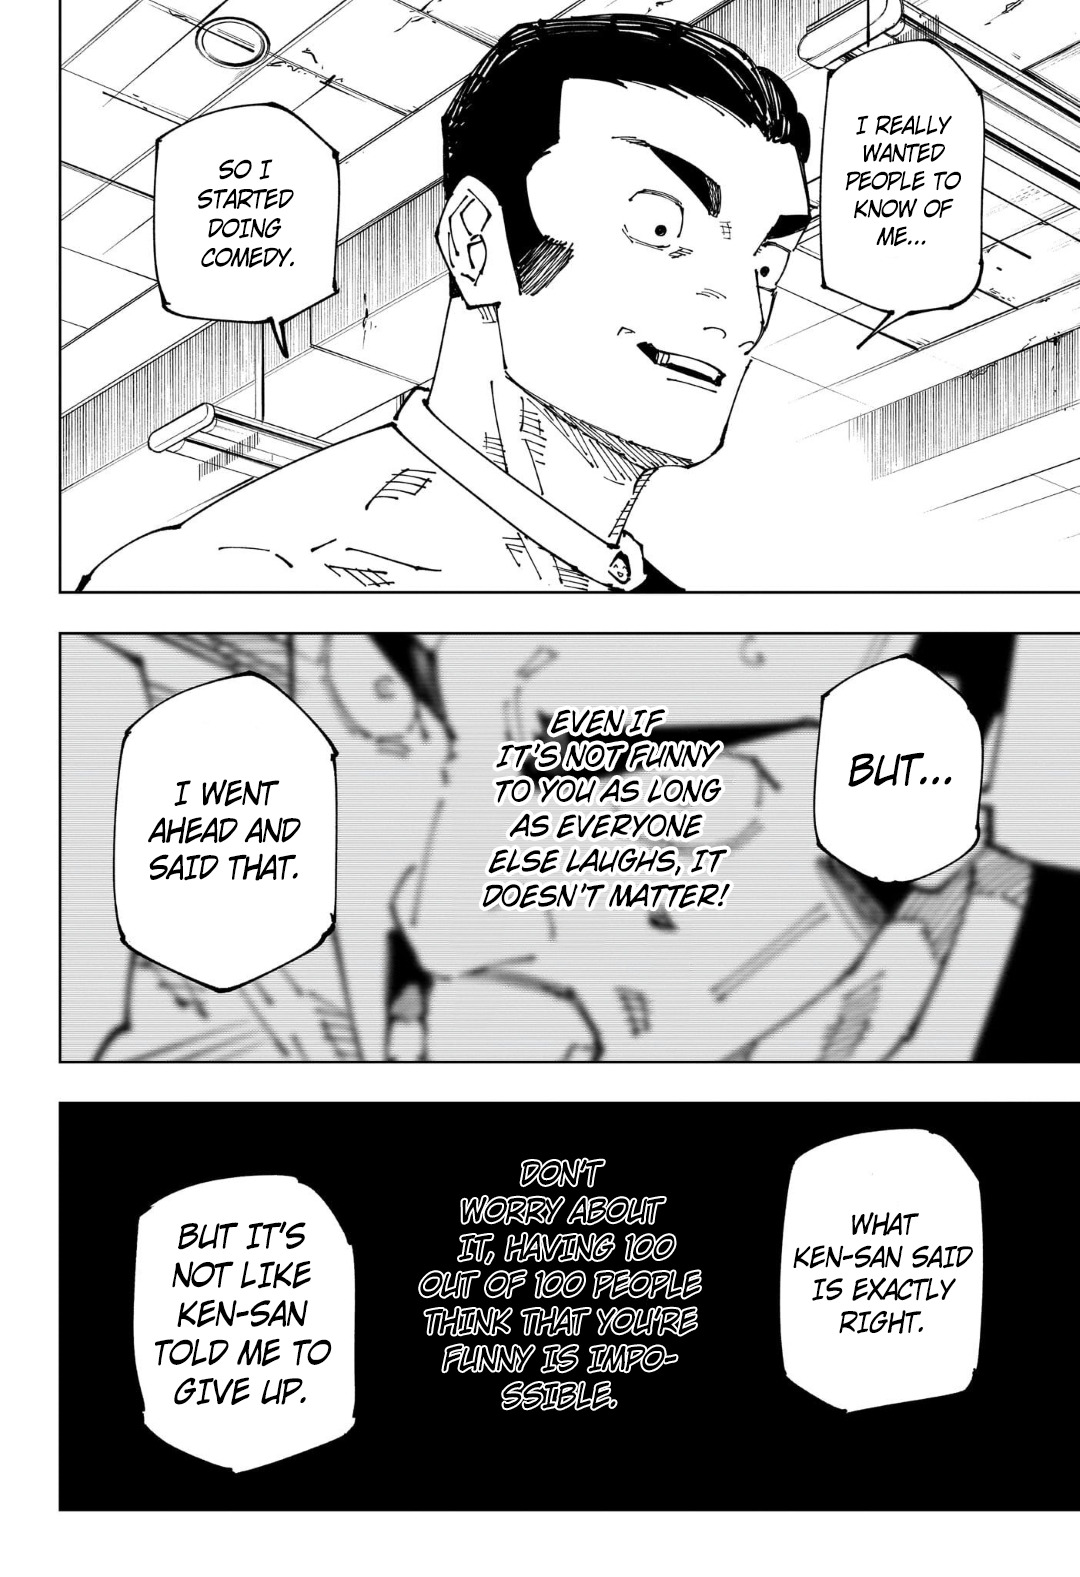 I REALLY
WANTED
PEOPLE TO
KNOW OF
ME...
SO I
STARTED
DOING
COMEDY.
BUT...
EVEN IF
IT'S NOT FUNNY
TO YOU AS LONG
AS EVERYONE
ELSE LAUGHS, IT
DOESN'T MATTER!
I WENT
AHEAD AND
SAID THAT.
WHAT
KEN-SAN SAID
IS EXACTLY
RIGHT.
DON'T
WORRY ABOUT
IT, HAVING 100
OUT OF 100 PEOPLE
THINK THAT YOU'RE
FUNNY IS IMPO-
SSIBLE.
BUT IT'S
NOT LIKE
KEN-SAN
TOLD ME TO
GIVE UP.